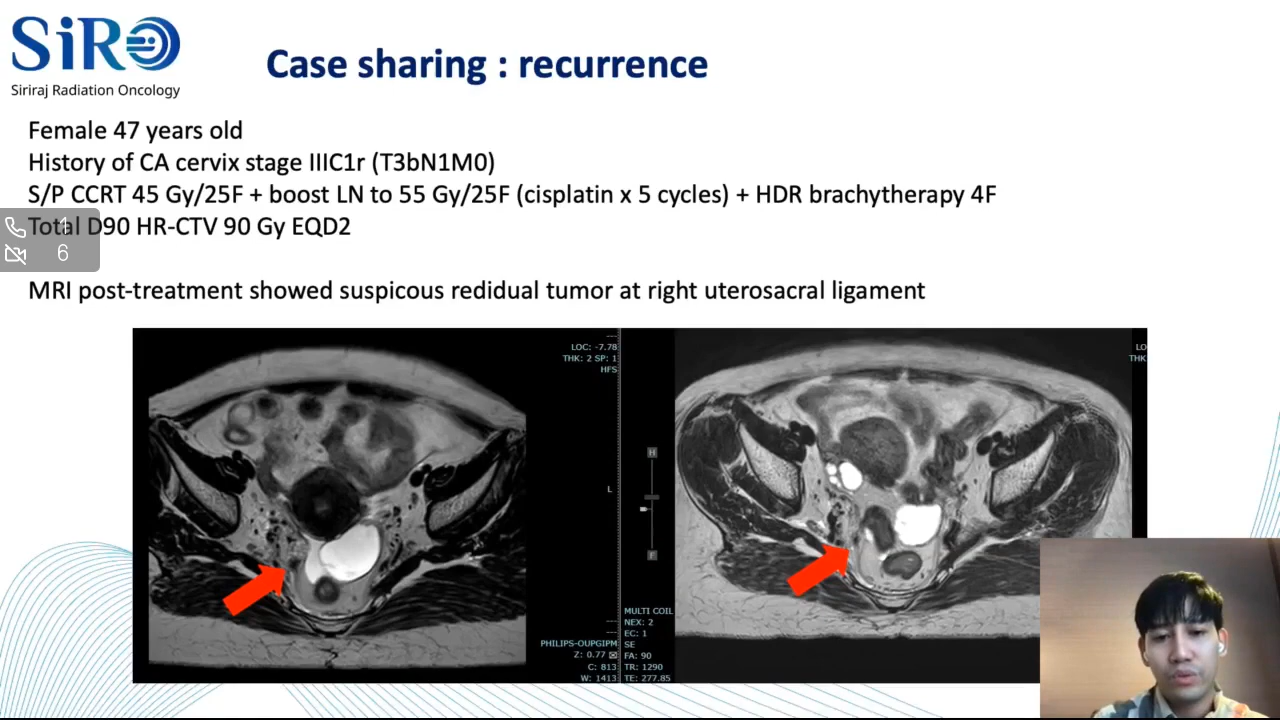 SiRO
Siriraj Radiation Oncology
Case sharing : recurrence
Female 47 years old
History of CA cervix stage IIIC1r (T3bN1M0)
S/P CCRT 45 Gy/25F + boost LN to 55 Gy/25F (cisplatin x 5 cycles) + HDR brachytherapy 4F
Total D90 HR-CTV 90 Gy EQD2
1
6
MRI post-treatment showed suspicous redidual tumor at right uterosacral ligament
LOC: -7.78
THK: 2 SP: 1
HFS
L
H
F
PHILIPS-OUPGIPM
Z: 0.77
C: 813
W: 1413
MULTI COIL
NEX: 2
EC: 1
SE
FA: 90
TR: 1290
TE: 277.85
LO
THK